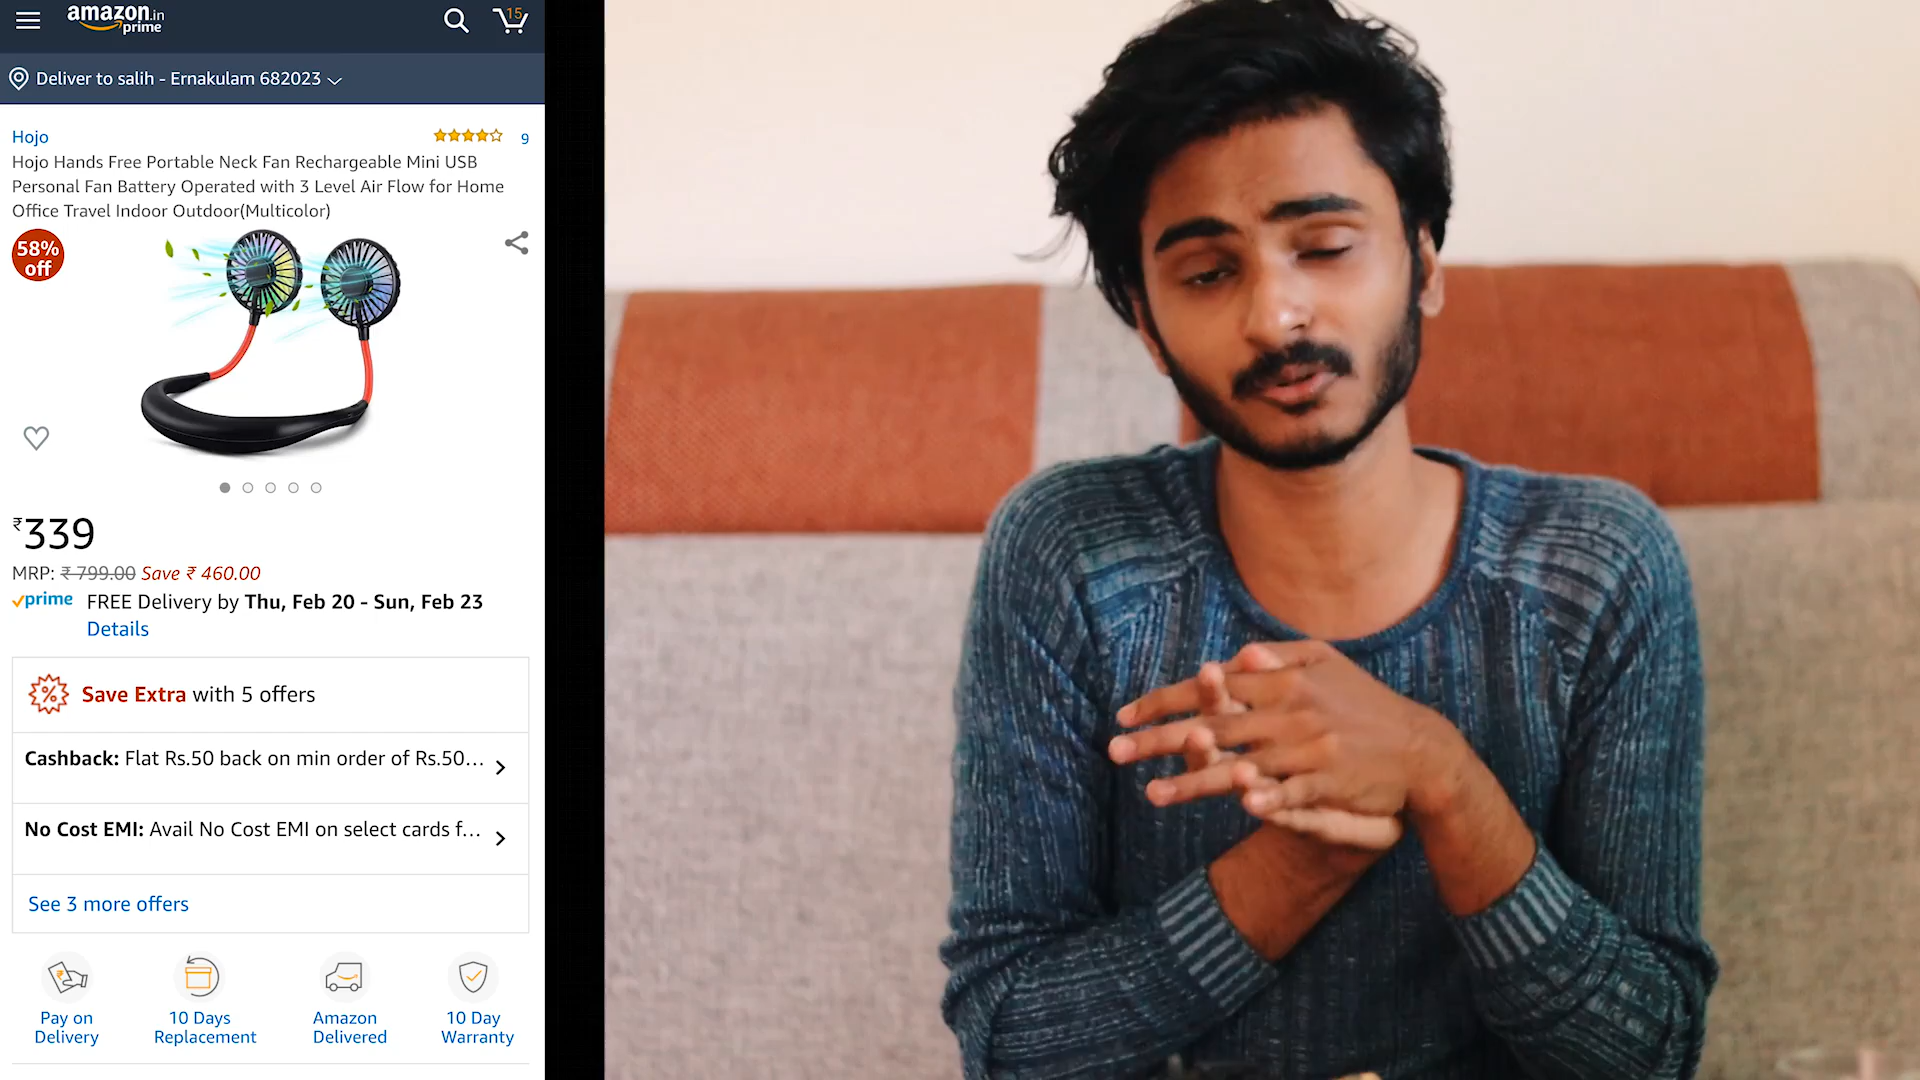 amazon.in
prime
15
Deliver to salih - Ernakulam 682023
Hojo
9
Hojo Hands Free Portable Neck Fan Rechargeable Mini USB
Personal Fan Battery Operated with 3 Level Air Flow for Home
Office Travel Indoor Outdoor(Multicolor)
58%
off
₹339
MRP: ₹ 799.00 Save ₹ 460.00
prime FREE Delivery by Thu, Feb 20 - Sun, Feb 23
Details
Save Extra with 5 offers
Cashback: Flat Rs.50 back on min order of Rs.50...
No Cost EMI: Avail No Cost EMI on select cards f...
See 3 more offers
Pay on
Delivery
10 Days
Replacement
Amazon
Delivered
10 Day
Warranty